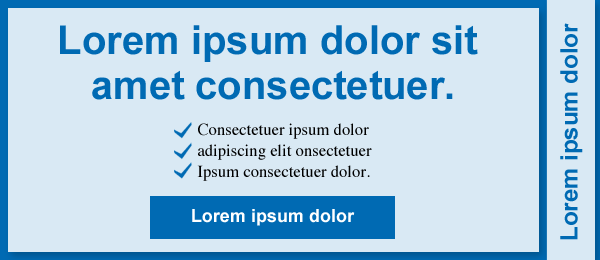 Lorem ipsum dolor sit
amet consectetuer.
Consectetuer ipsum dolor
adipiscing elit onsectetuer
Ipsum consectetuer dolor.
Lorem ipsum dolor
Lorem ipsum dolor